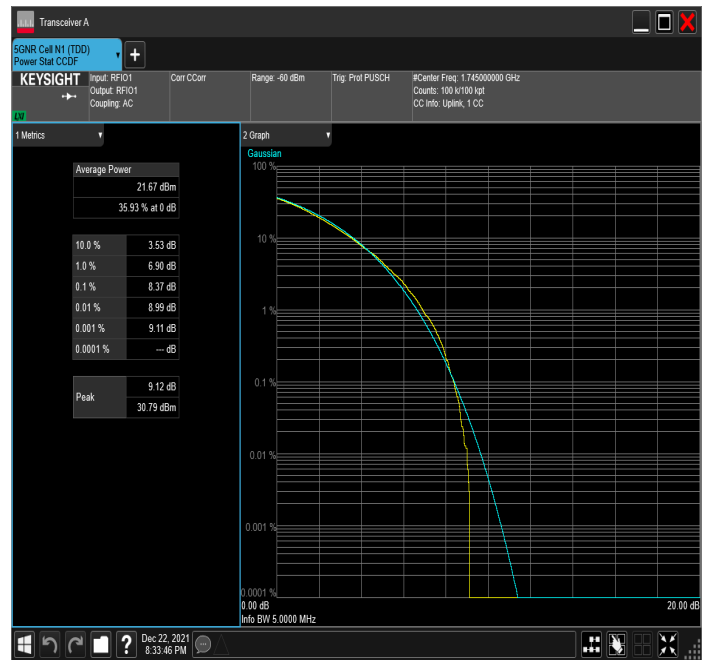 Transceiver A
5GNR Cell N1 (TDD)
Power Stat CCDF
KEYSIGHT
LXI
Input: RFIO1
Output: RFIO1
Coupling: AC
Corr CCorr
Range: -60 dBm
Trig: Prot PUSCH
#Center Freq: 1.745000000 GHz
Counts: 100 k/100 kpt
CC Info: Uplink, 1 CC
1 Metrics
Average Power
21.67 dBm
35.93 % at 0 dB
10.0 % 3.53 dB
1.0 % 6.90 dB
0.1 % 8.37 dB
0.01 % 8.99 dB
0.001 % 9.11 dB
0.0001 % --- dB
Peak
9.12 dB
30.79 dBm
2 Graph
Gaussian
100 %
10 %
1 %
0.1 %
0.01 %
0.001 %
0.0001 %
0.00 dB
20.00 dB
Info BW 5.0000 MHz
?
Dec 22, 2021
8:33:46 PM